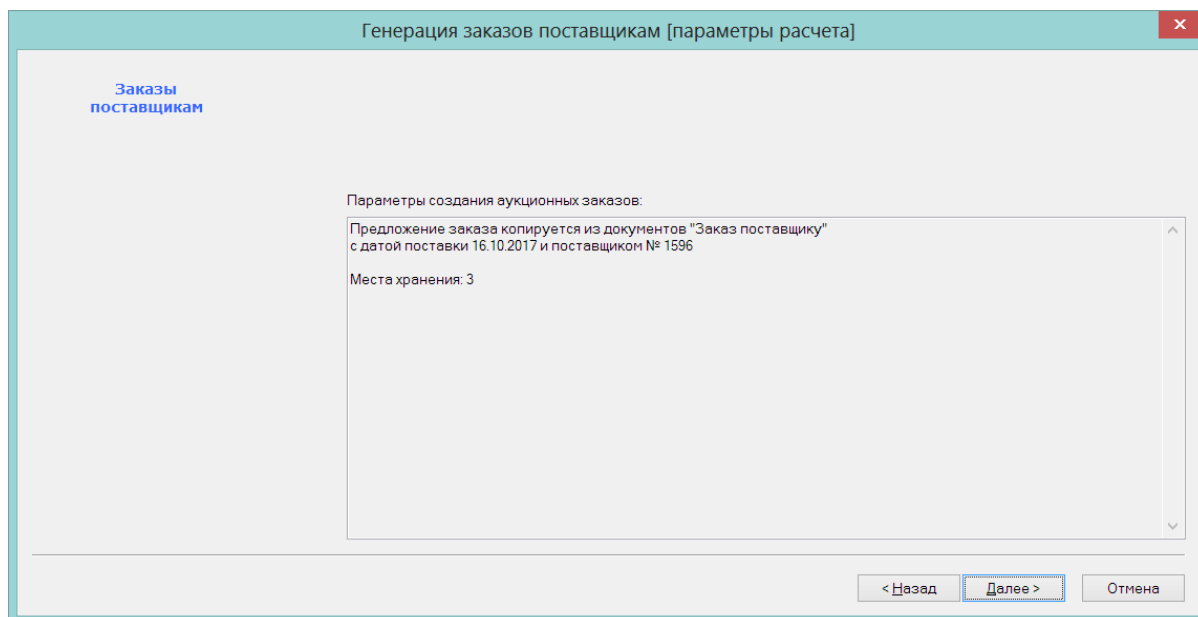 Генерация заказов поставщикам [параметры расчета]
Заказы
поставщикам
Параметры создания аукционных заказов:
Предложение заказа копируется из документов "Заказ поставщику"
с датой поставки 16.10.2017 и поставщиком № 1596
Места хранения: 3
< Назад
Далее >
Отмена